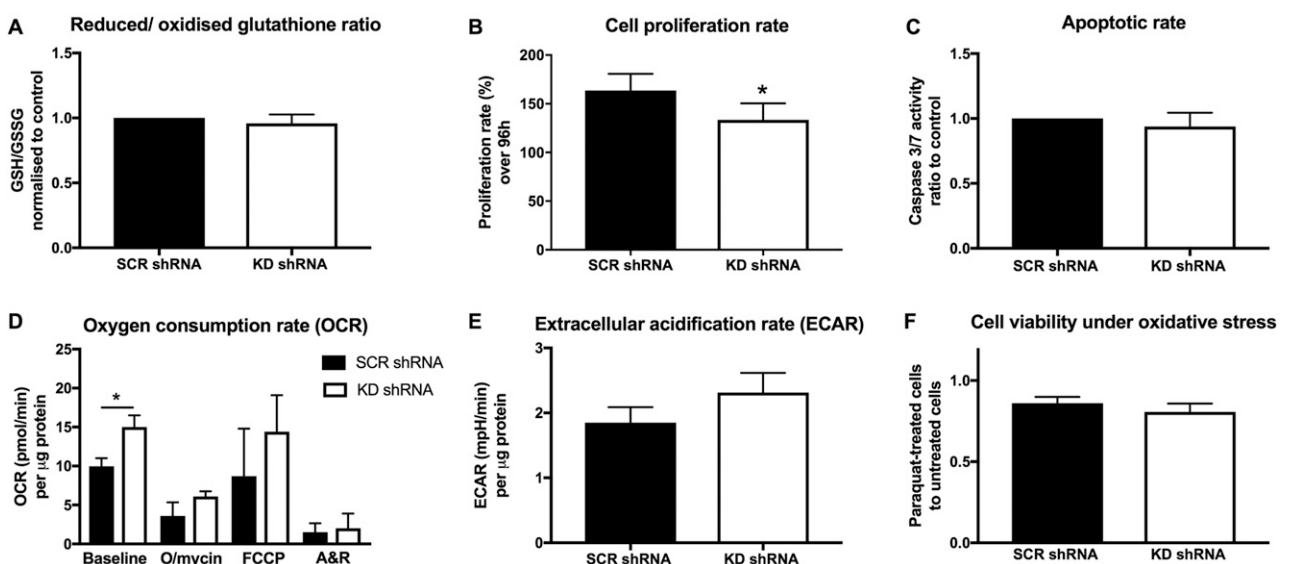 A
Reduced/ oxidised glutathione ratio
GSH/GSSG
normalised to control
1.5
1.0
0.5
0.0
SCR shRNA
KD shRNA
B
Cell proliferation rate
Proliferation rate (%)
over 96h
200
150
100
50
0
*
SCR shRNA
KD shRNA
C
Apoptotic rate
Caspase 3/7 activity
ratio to control
1.5
1.0
0.5
0.0
SCR shRNA
KD shRNA
D
Oxygen consumption rate (OCR)
OCR (pmol/min)
per µg protein
25
20
15
10
5
0
*
SCR shRNA
KD shRNA
Baseline
O/mycin
FCCP
A&R
E
Extracellular acidification rate (ECAR)
ECAR (mpH/min)
per µg protein
3
2
1
0
SCR shRNA
KD shRNA
F
Cell viability under oxidative stress
Paraquat-treated cells
to untreated cells
1.0
0.5
0.0
SCR shRNA
KD shRNA